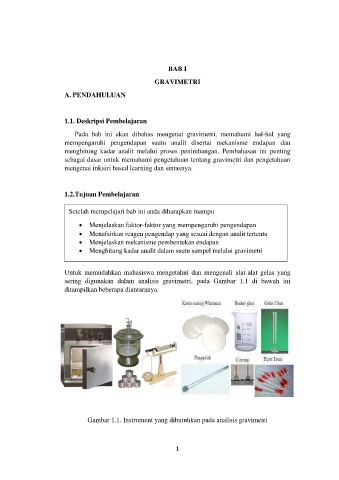 BAB I
GRAVIMETRI
A. PENDAHULUAN
1.1. Deskripsi Pembelajaran
Pada bab ini akan dibahas mengenai gravimetri, memahami hal-hal yang
mempengaruhi pengendapan suatu analit disertai mekanisme endapan dan
menghitung kadar analit melalui proses penimbangan. Pembahasan ini penting
sebagai dasar untuk memahami pengetahuan tentang gravimetri dan pengetahuan
mengenai inkuiri based learning dan sintaxnya.
1.2.Tujuan Pembelajaran
Setelah mempelajari bab ini anda diharapkan mampu
• Menjelaskan faktor-faktor yang mempengaruhi pengendapan
• Menafsirkan reagen pengendap yang sesuai dengan analit tertentu
• Menjelaskan mekanisme pembentukan endapan
• Menghitung kadar analit dalam suatu sampel melalui gravimetri
Untuk memudahkan mahasiswa mengetahui dan mengenali alat-alat gelas yang
sering digunakan dalam analisis gravimetri, pada Gambar 1.1 di bawah ini
ditampilkan beberapa diantaranya.
Kertas saring Whatman Beaker glass Gelas Ukur
Pengaduk Corong Pipet Tetes
Gambar 1.1. Instrument yang dibutuhkan pada analisis gravimetri
1